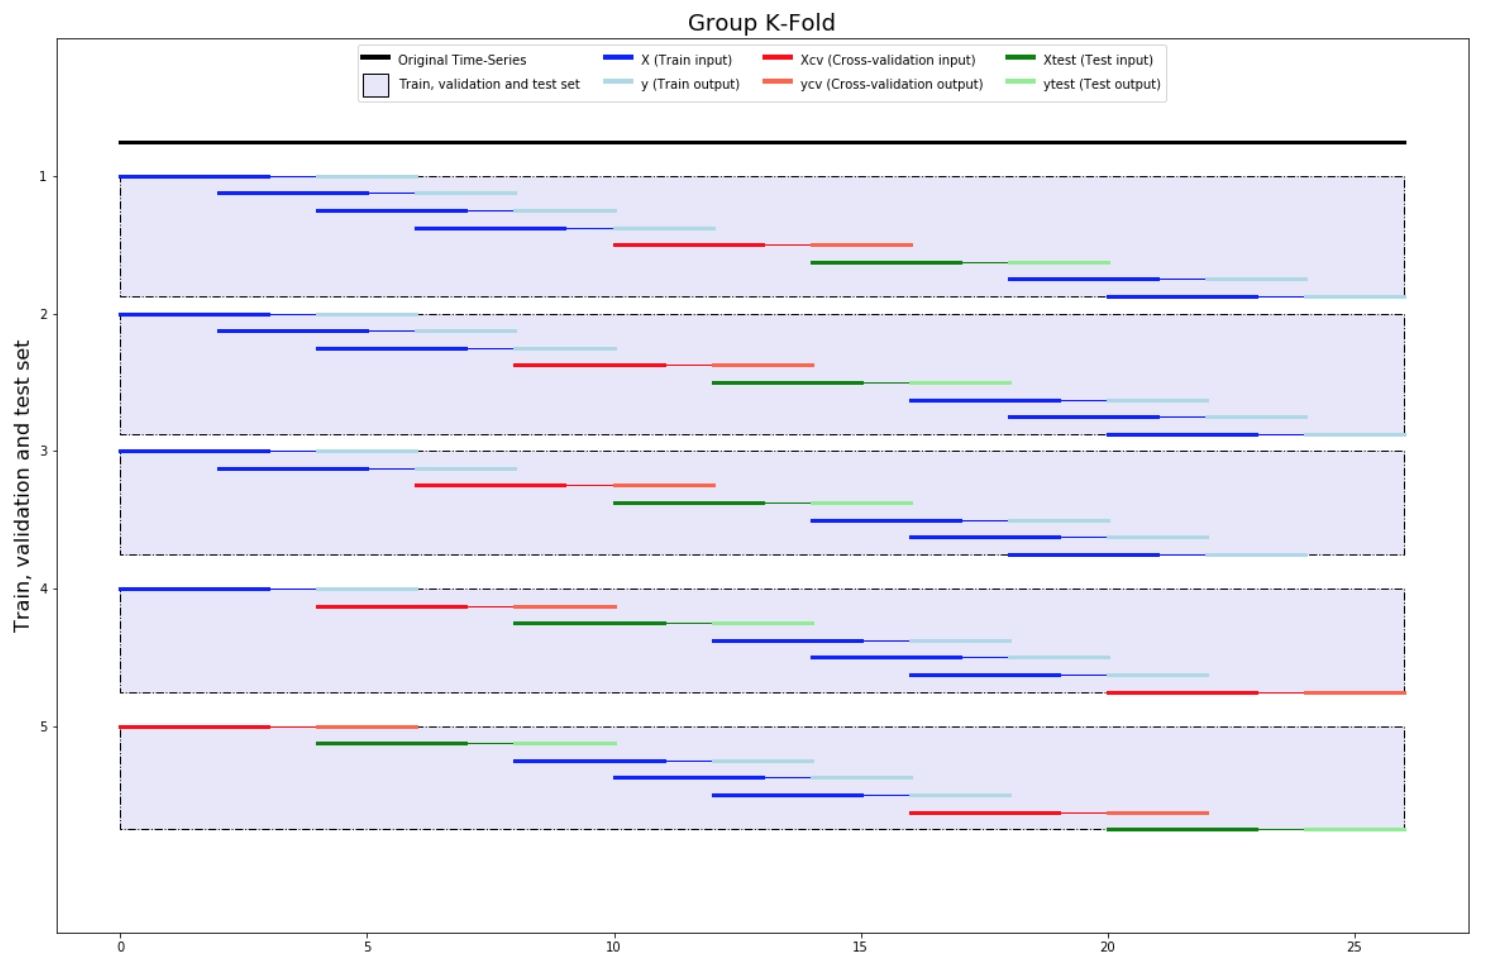 Group K-Fold
Original Time-Series
X (Train input)
Xcv (Cross-validation input)
Xtest (Test input)
Train, validation and test set
y (Train output)
ycv (Cross-validation output)
ytest (Test output)
Train, validation and test set
1
2
3
4
5
0 5 10 15 20 25